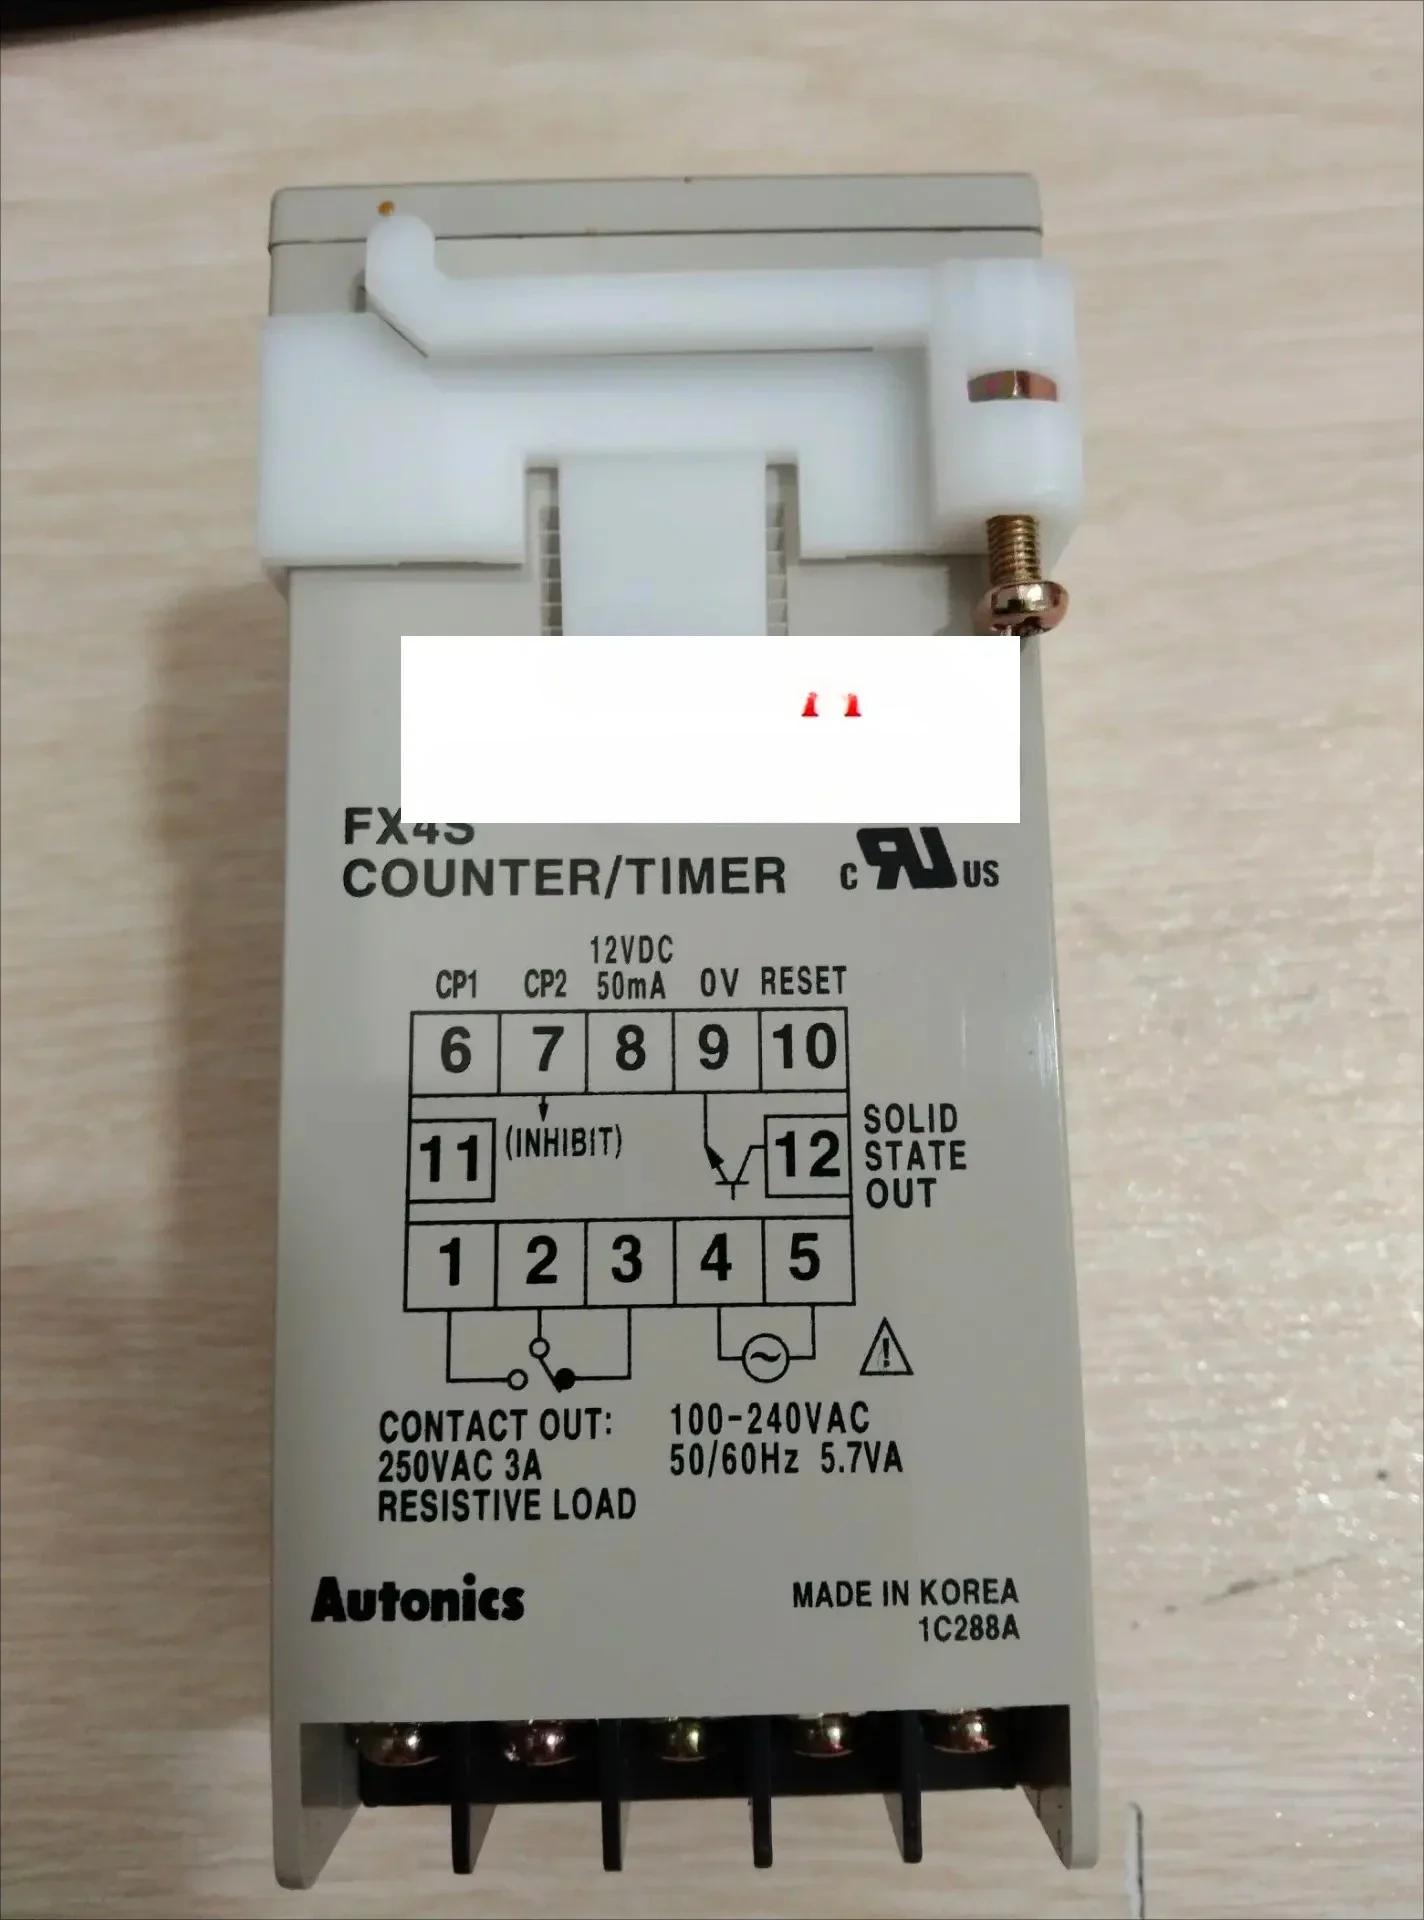 FX4S
COUNTER/TIMER
c RU US
12VDC
CP1 CP2 50mA 0V RESET
6 7 8 9 10
(INHIBIT)
11 12
SOLID
STATE
OUT
1 2 3 4 5
CONTACT OUT: 100-240VAC
250VAC 3A 50/60Hz 5.7VA
RESISTIVE LOAD
Autonics MADE IN KOREA
1C288A